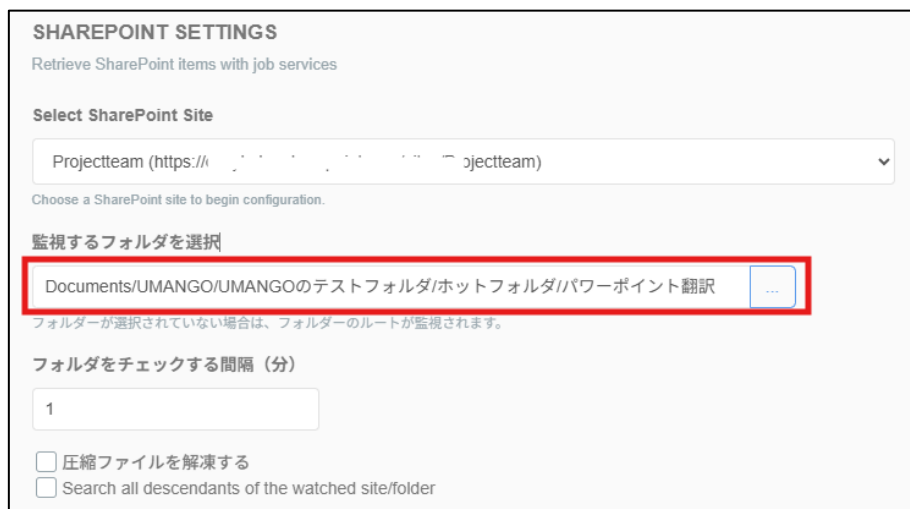 SHAREPOINT SETTINGS
Retrieve SharePoint items with job services
Select SharePoint Site
Projectteam (https:// ojectteam)
Choose a SharePoint site to begin configuration.
監視するフォルダを選択
Documents/UMANGO/UMANGOのテストフォルダ/ホットフォルダ/パワーポイント翻訳
...
フォルダーが選択されていない場合は、フォルダーのルートが監視されます。
フォルダをチェックする間隔（分）
1
圧縮ファイルを解凍する
Search all descendants of the watched site/folder